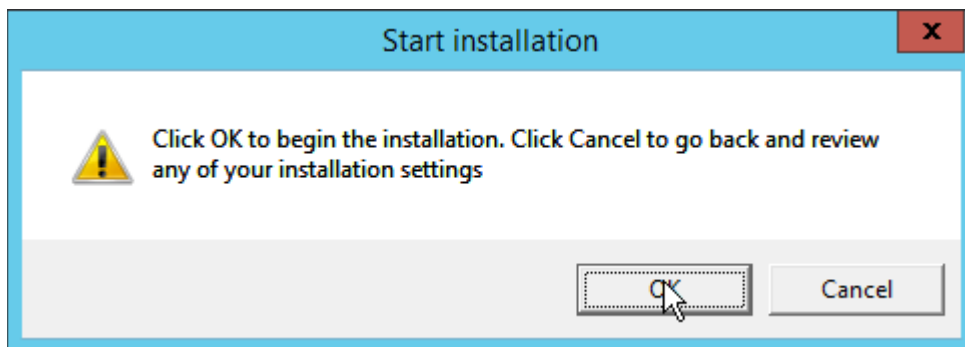 Start installation
x
Click OK to begin the installation. Click Cancel to go back and review
any of your installation settings
OK
Cancel